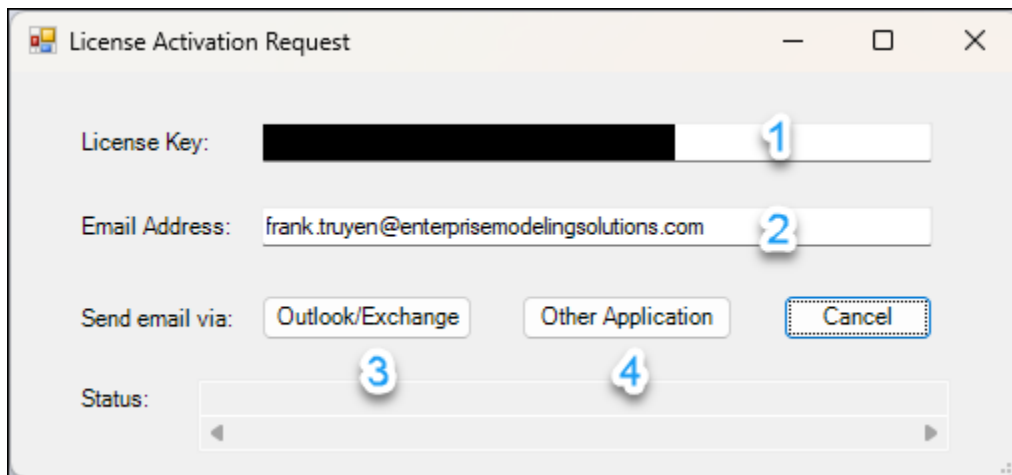 License Activation Request
License Key: 1
Email Address: frank.truyen@enterprisemodelingsolutions.com 2
Send email via: Outlook/Exchange Other Application Cancel
3 4
Status: